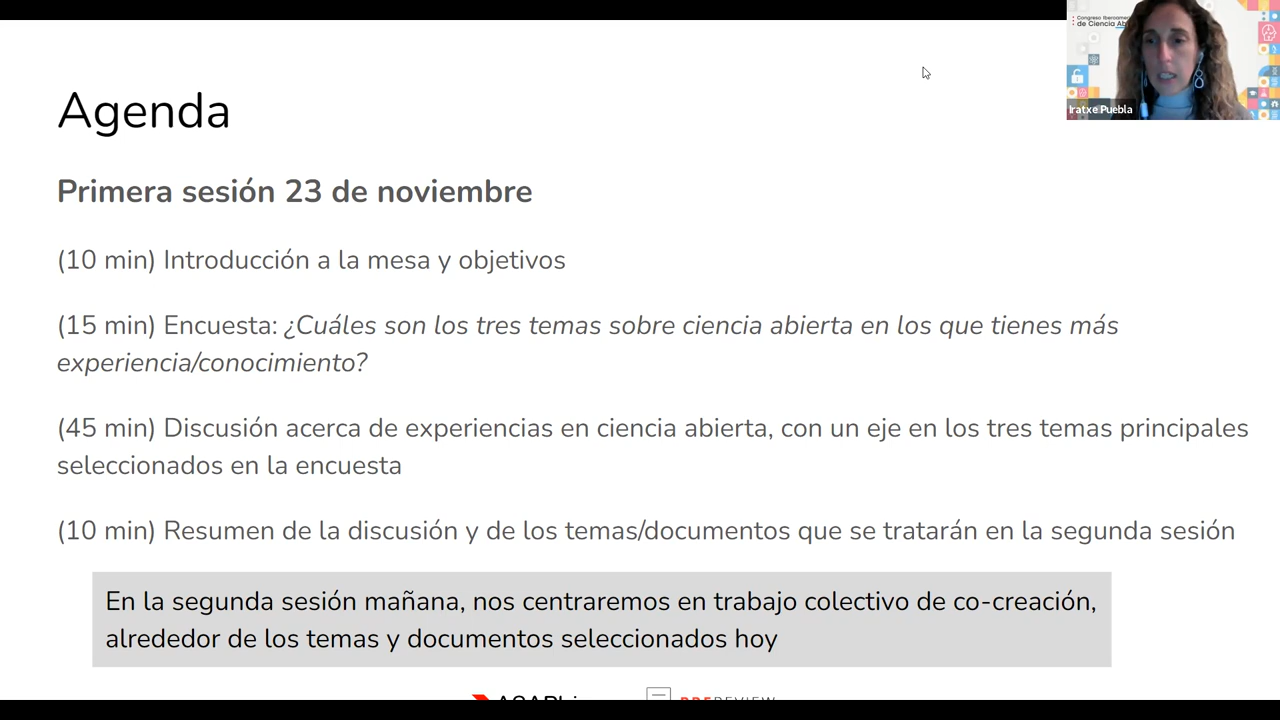 Congreso Iberoam
de Ciencia Ab
Iratxe Puebla
Agenda
Primera sesión 23 de noviembre
(10 min) Introducción a la mesa y objetivos
(15 min) Encuesta: ¿Cuáles son los tres temas sobre ciencia abierta en los que tienes más
experiencia/conocimiento?
(45 min) Discusión acerca de experiencias en ciencia abierta, con un eje en los tres temas principales
seleccionados en la encuesta
(10 min) Resumen de la discusión y de los temas/documentos que se tratarán en la segunda sesión
En la segunda sesión mañana, nos centraremos en trabajo colectivo de co-creación,
alrededor de los temas y documentos seleccionados hoy
PREREVIEW